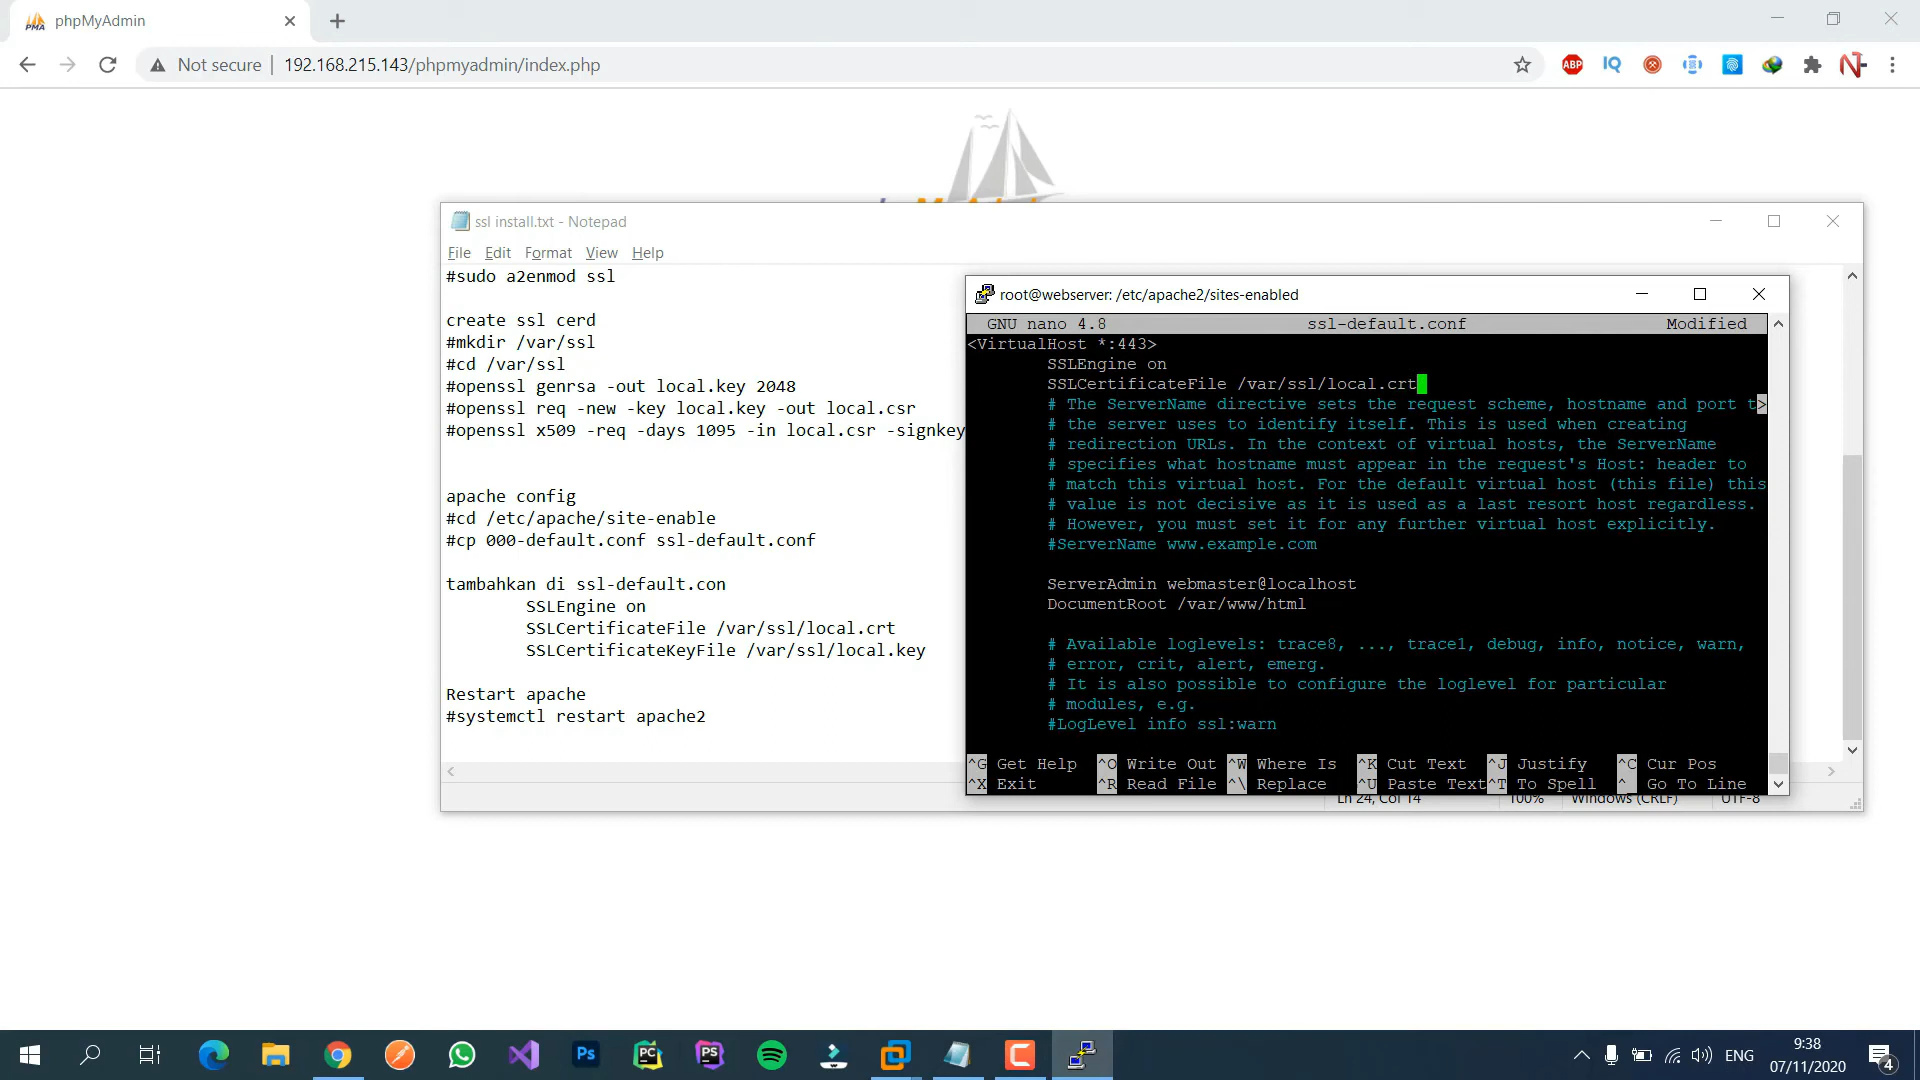 phpMyAdmin
Not secure
192.168.215.143/phpmyadmin/index.php
ssl install.txt - Notepad
File Edit Format View Help
#sudo a2enmod ssl
create ssl cerd
#mkdir /var/ssl
#cd /var/ssl
#openssl genrsa -out local.key 2048
#openssl req -new -key local.key -out local.csr
#openssl x509 -req -days 1095 -in local.csr -signkey
apache config
#cd /etc/apache/site-enable
#cp 000-default.conf ssl-default.conf
tambahkan di ssl-default.con
SSLEngine on
SSLCertificateFile /var/ssl/local.crt
SSLCertificateKeyFile /var/ssl/local.key
Restart apache
#systemctl restart apache2
Ln 24, Col 14
100%
Windows (CRLF)
UTF-8
root@webserver: /etc/apache2/sites-enabled
GNU nano 4.8 ssl-default.conf Modified
<VirtualHost *:443>
SSLEngine on
SSLCertificateFile /var/ssl/local.crt
# The ServerName directive sets the request scheme, hostname and port t>
# the server uses to identify itself. This is used when creating
# redirection URLs. In the context of virtual hosts, the ServerName
# specifies what hostname must appear in the request's Host: header to
# match this virtual host. For the default virtual host (this file) this
# value is not decisive as it is used as a last resort host regardless.
# However, you must set it for any further virtual host explicitly.
#ServerName www.example.com
ServerAdmin webmaster@localhost
DocumentRoot /var/www/html
# Available loglevels: trace8, ..., trace1, debug, info, notice, warn,
# error, crit, alert, emerg.
# It is also possible to configure the loglevel for particular
# modules, e.g.
#LogLevel info ssl:warn
^G Get Help ^O Write Out ^W Where Is ^K Cut Text ^J Justify ^C Cur Pos
^X Exit ^R Read File ^\ Replace ^U Paste Text ^T To Spell ^_ Go To Line
ENG
9:38
07/11/2020
4